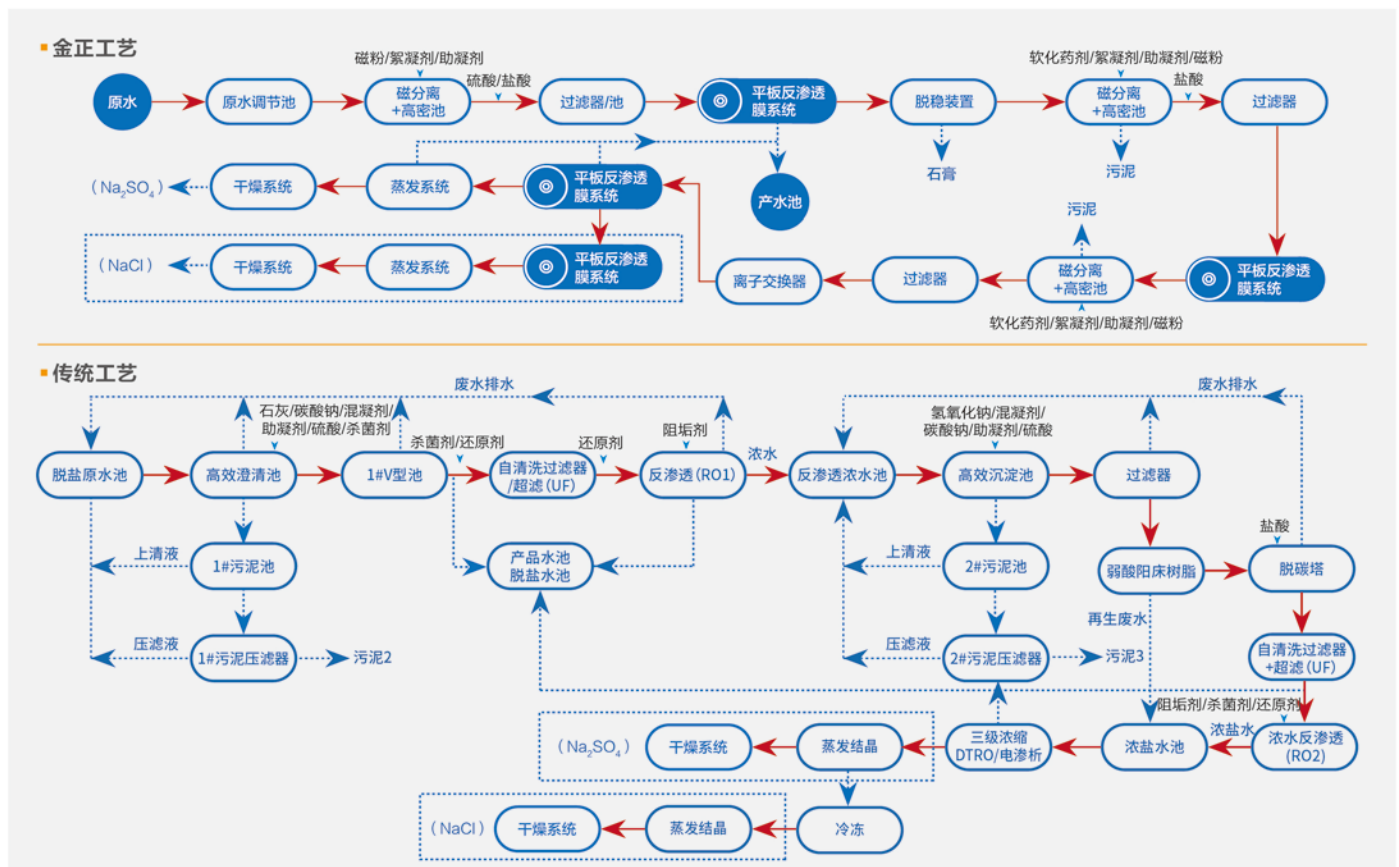 金正工艺
磁粉/絮凝剂/助凝剂
软化药剂/絮凝剂/助凝剂/磁粉
硫酸/盐酸
盐酸
原水
原水调节池
磁分离
+高密池
过滤器/池
平板反渗透
膜系统
脱稳装置
磁分离
+高密池
过滤器
石膏
污泥
(Na₂SO₄)
干燥系统
蒸发系统
平板反渗透
膜系统
产水池
污泥
(NaCl)
干燥系统
蒸发系统
平板反渗透
膜系统
离子交换器
过滤器
磁分离
+高密池
平板反渗透
膜系统
软化药剂/絮凝剂/助凝剂/磁粉
传统工艺
废水排水
废水排水
石灰/碳酸钠/混凝剂/
助凝剂/硫酸/杀菌剂
氢氧化钠/混凝剂/
碳酸钠/助凝剂/硫酸
杀菌剂/还原剂
还原剂
阻垢剂
浓水
脱盐原水池
高效澄清池
1#V型池
自清洗过滤器
/超滤(UF)
反渗透(RO1)
反渗透浓水池
高效沉淀池
过滤器
盐酸
上清液
1#污泥池
产品水池
脱盐水池
上清液
2#污泥池
弱酸阳床树脂
脱碳塔
再生废水
压滤液
1#污泥压滤器
污泥2
压滤液
2#污泥压滤器
污泥3
自清洗过滤器
+超滤(UF)
阻垢剂/杀菌剂/还原剂
(Na₂SO₄)
干燥系统
蒸发结晶
三级浓缩
DTRO/电渗析
浓盐水池
浓盐水
浓水反渗透
(RO2)
(NaCl)
干燥系统
蒸发结晶
冷冻